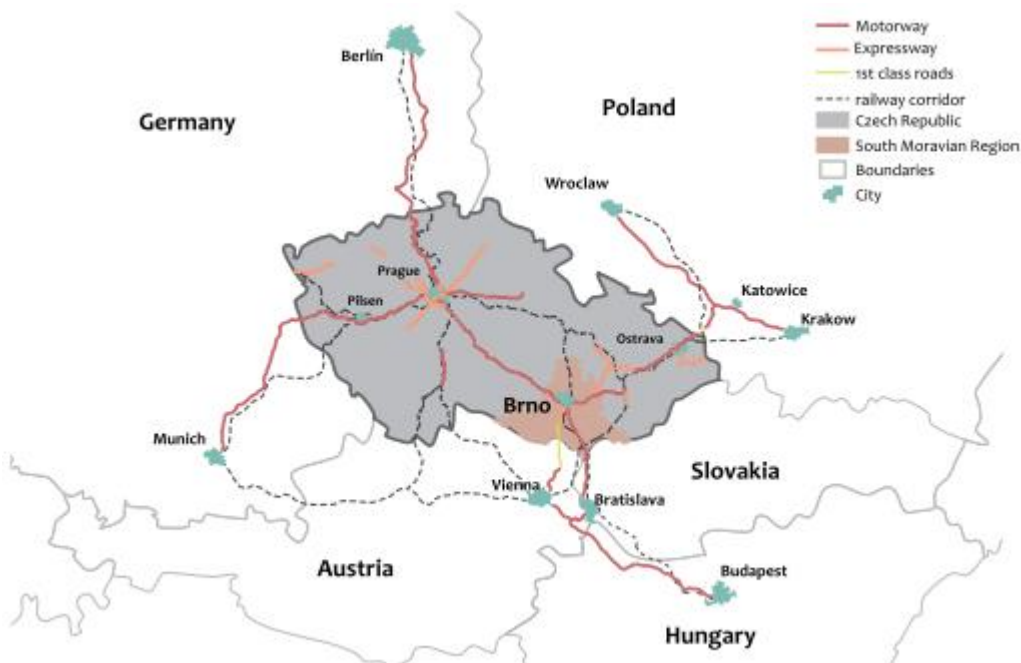 Motorway
Expressway
1st class roads
railway corridor
Czech Republic
South Moravian Region
Boundaries
City
Berlín
Germany
Poland
Wroclaw
Prague
Pilsen
Katowice
Krakow
Ostrava
Brno
Munich
Slovakia
Vienna
Bratislava
Austria
Budapest
Hungary